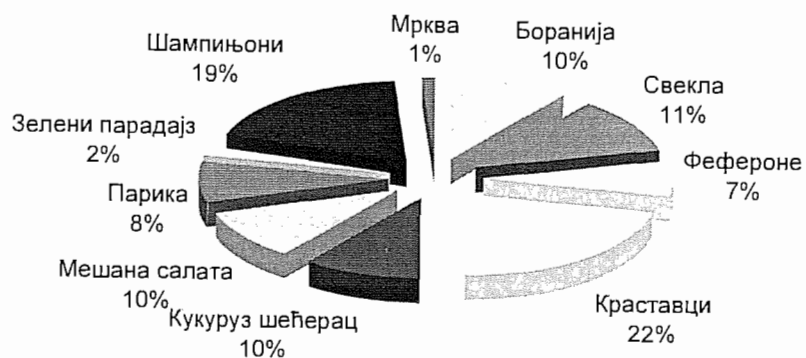 Мрква
1%
Боранија
10%
Свекла
11%
Фефероне
7%
Краставци
22%
Кукуруз шећерац
10%
Мешана салата
10%
Парика
8%
Зелени парадајз
2%
Шампињони
19%